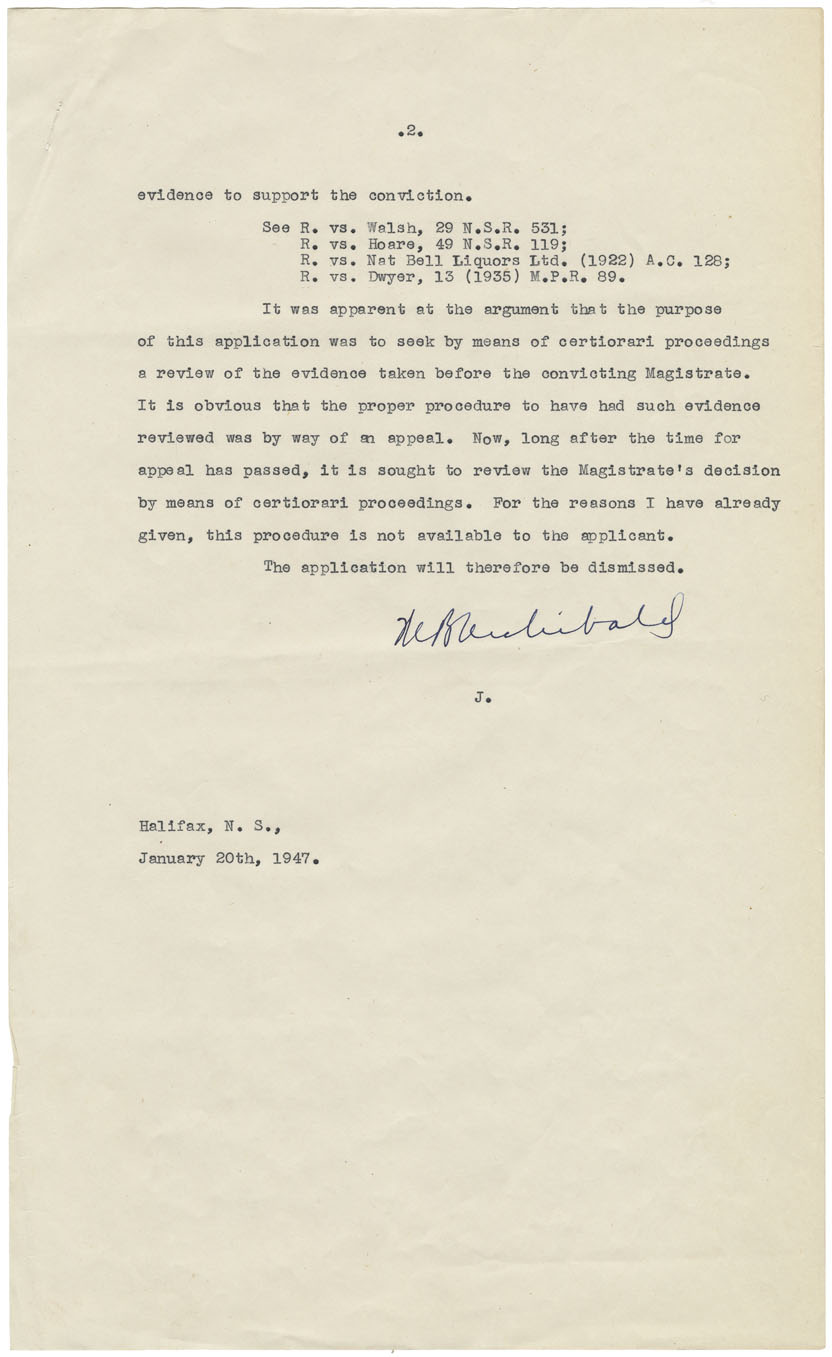 .2.
evidence to support the conviction.
See R. vs. Walsh, 29 N.S.R. 531;
R. vs. Hoare, 49 N.S.R. 119;
R. vs. Nat Bell Liquors Ltd. (1922) A.C. 128;
R. vs. Dwyer, 13 (1935) M.P.R. 89.
It was apparent at the argument that the purpose
of this application was to seek by means of certiorari proceedings
a review of the evidence taken before the convicting Magistrate.
It is obvious that the proper procedure to have had such evidence
reviewed was by way of an appeal. Now, long after the time for
appeal has passed, it is sought to review the Magistrate's decision
by means of certiorari proceedings. For the reasons I have already
given, this procedure is not available to the applicant.
The application will therefore be dismissed.
Archibald
J.
Halifax, N. S.,
January 20th, 1947.